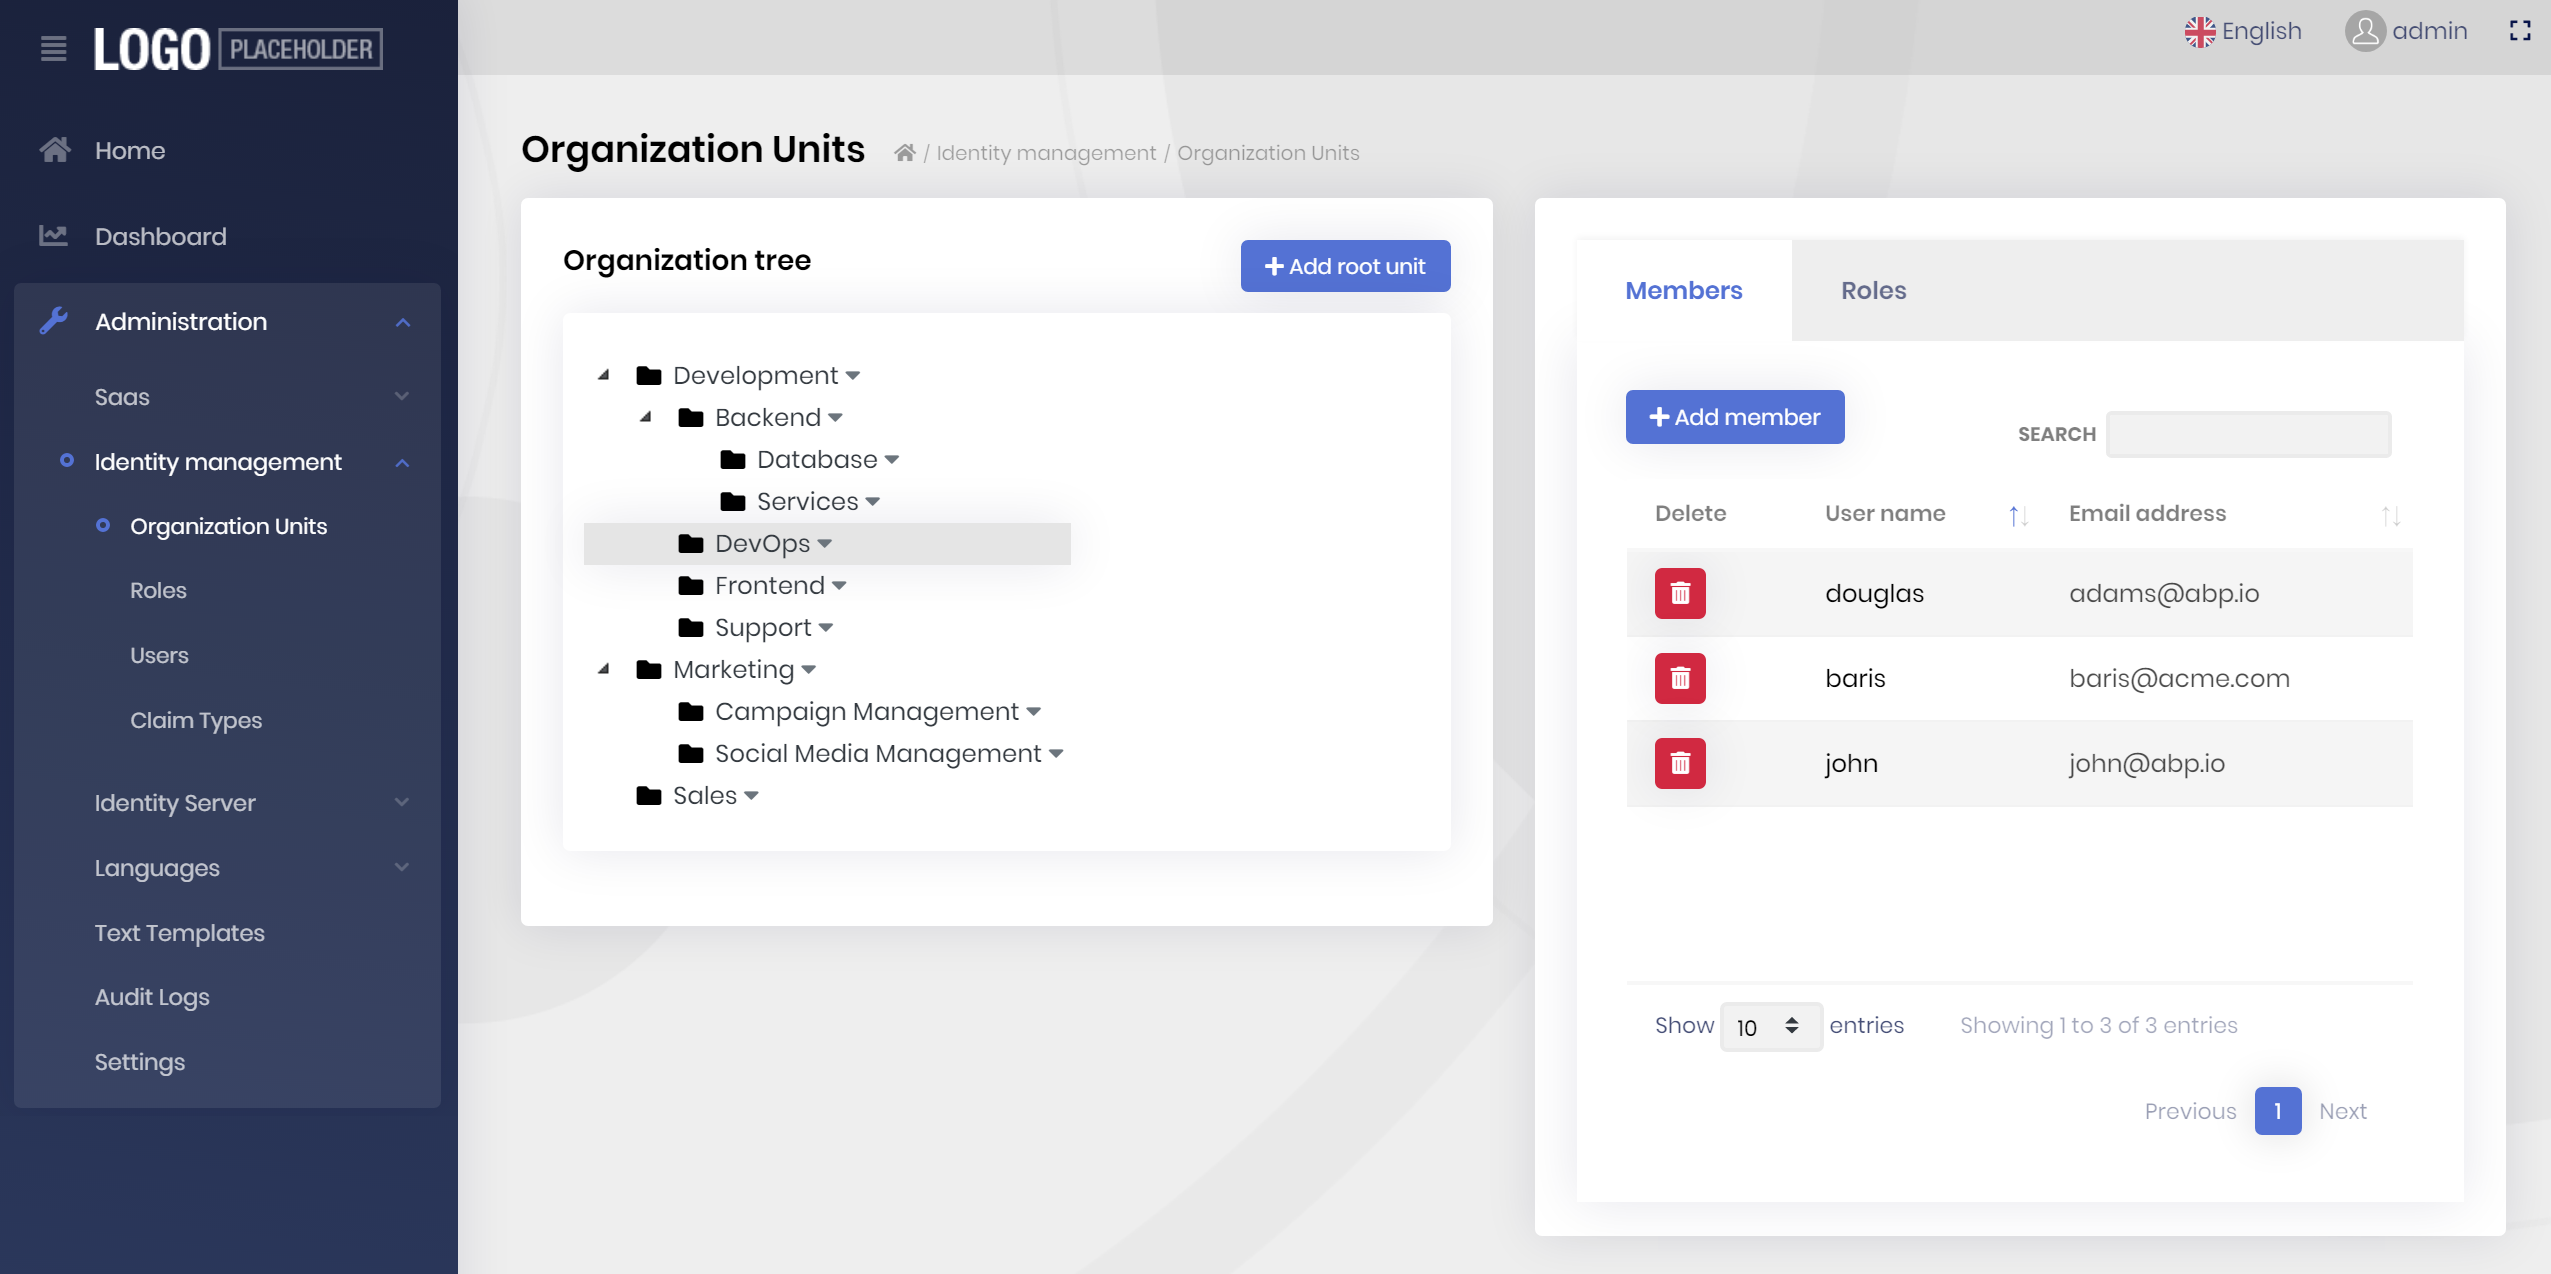 LOGO PLACEHOLDER
English
admin
Home
Dashboard
Administration
Saas
Identity management
Organization Units
Roles
Users
Claim Types
Identity Server
Languages
Text Templates
Audit Logs
Settings
Organization Units
/ Identity management / Organization Units
Organization tree
+ Add root unit
Development
Backend
Database
Services
DevOps
Frontend
Support
Marketing
Campaign Management
Social Media Management
Sales
Members Roles
+ Add member
SEARCH
Delete User name Email address
douglas adams@abp.io
baris baris@acme.com
john john@abp.io
Show 10 entries Showing 1 to 3 of 3 entries
Previous 1 Next